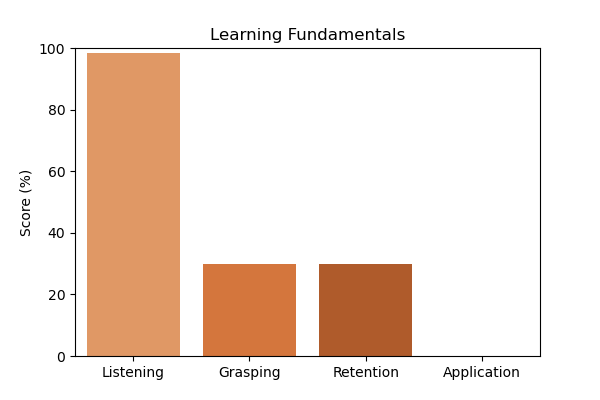 Learning Fundamentals
100
80
60
40
20
0
Score (%)
Listening
Grasping
Retention
Application